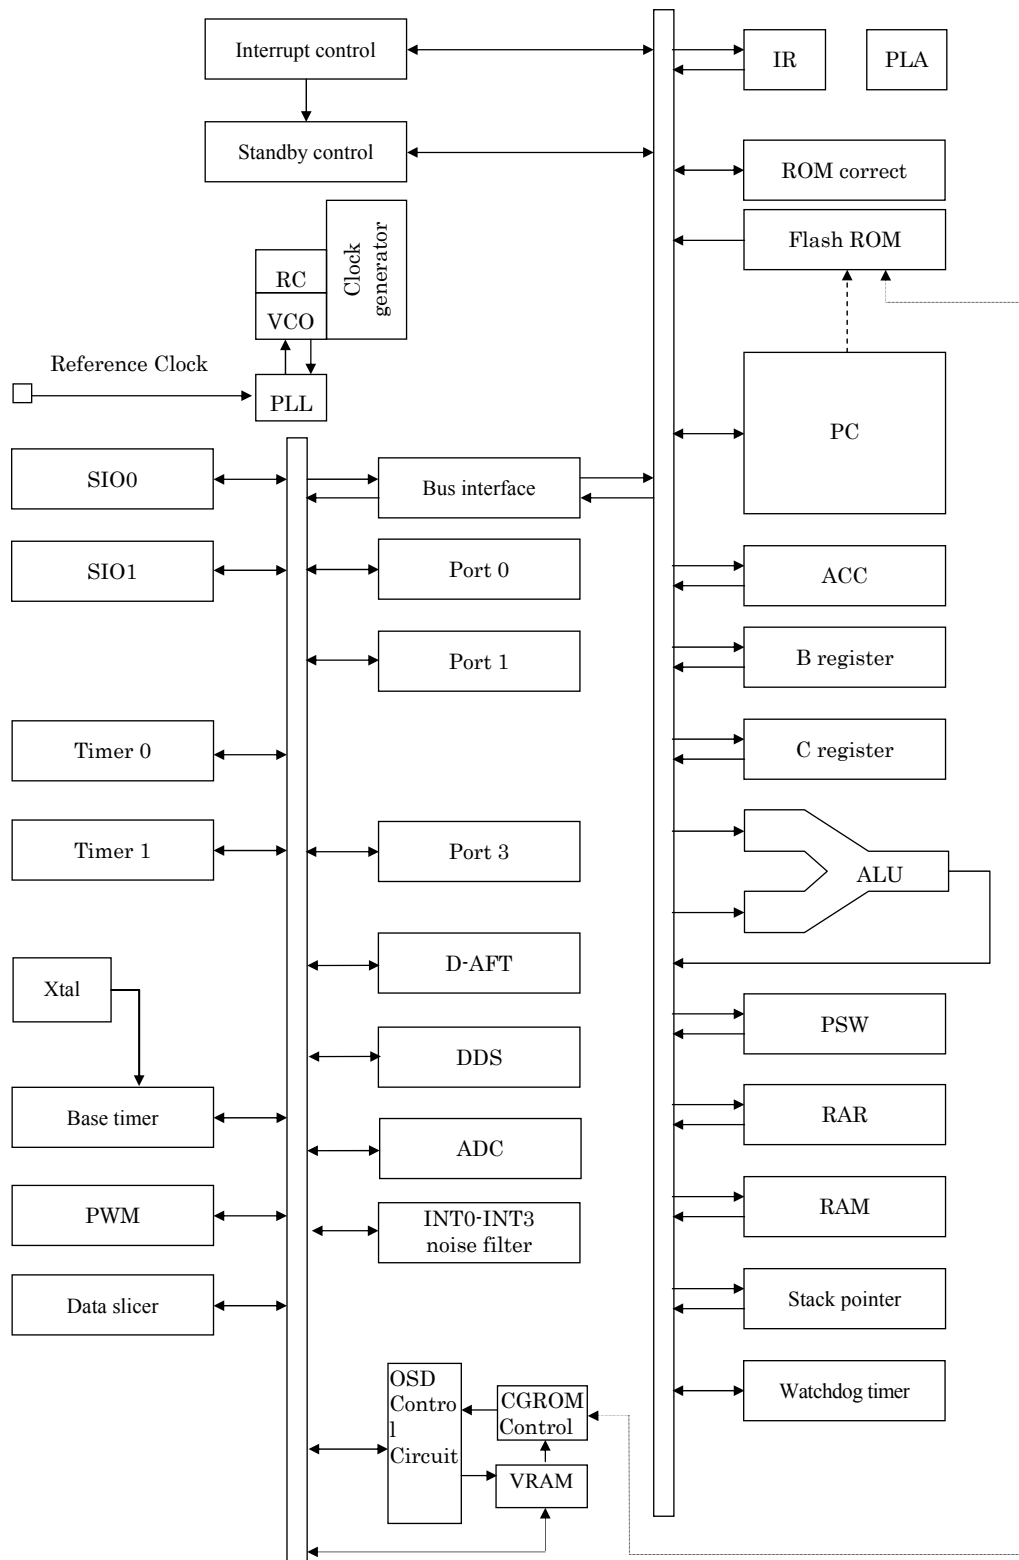 Interrupt control
IR
PLA
Standby control
ROM correct
Flash ROM
Clock
generator
RC
VCO
Reference Clock
PLL
PC
SIO0
Bus interface
SIO1
Port 0
ACC
Port 1
B register
Timer 0
C register
Timer 1
Port 3
ALU
D-AFT
Xtal
PSW
DDS
Base timer
RAR
ADC
PWM
INT0-INT3
noise filter
RAM
Data slicer
Stack pointer
OSD
Contro
l
Circuit
CGROM
Control
Watchdog timer
VRAM